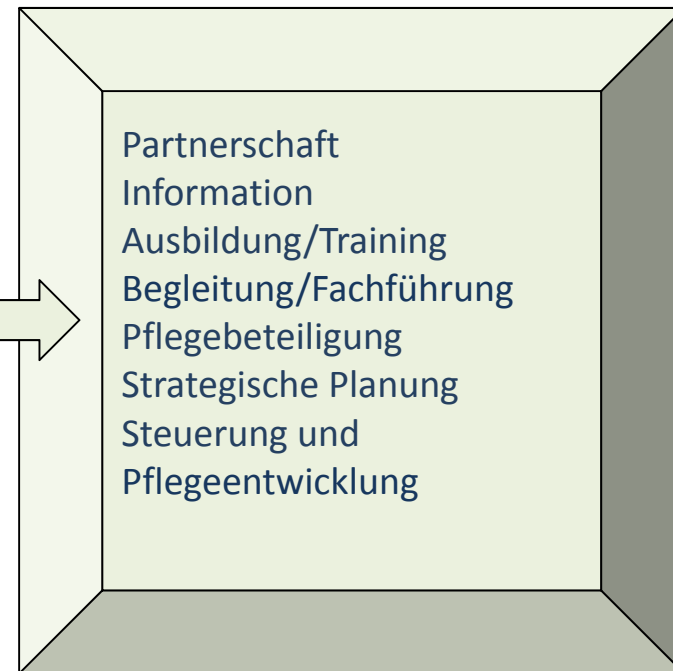 Partnerschaft
Information
Ausbildung/Training
Begleitung/Fachführung
Pflegebeteiligung
Strategische Planung
Steuerung und
Pflegeentwicklung